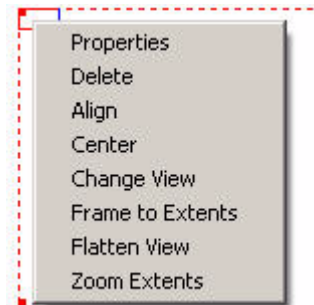 Properties
Delete
Align
Center
Change View
Frame to Extents
Flatten View
Zoom Extents